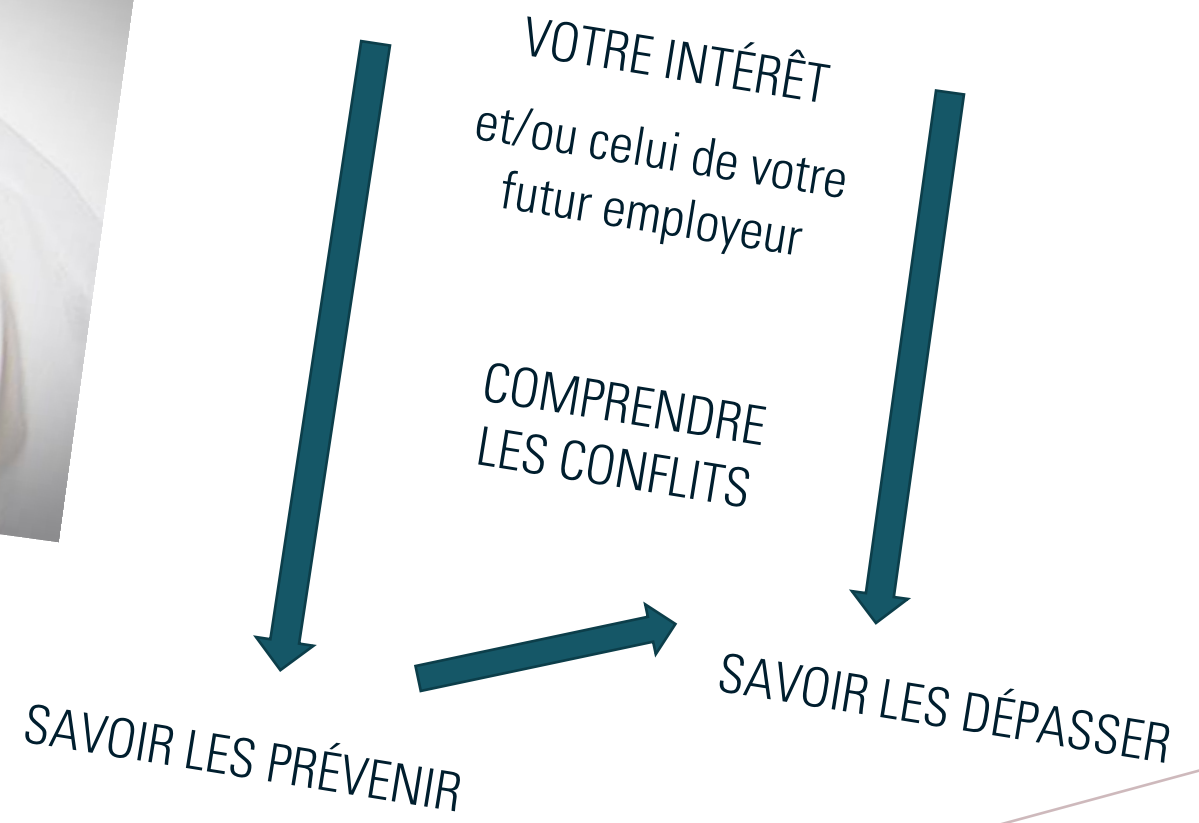 VOTRE INTÉRÊT
et/ou celui de votre
futur employeur
COMPRENDRE
LES CONFLITS
SAVOIR LES PRÉVENIR
SAVOIR LES DÉPASSER